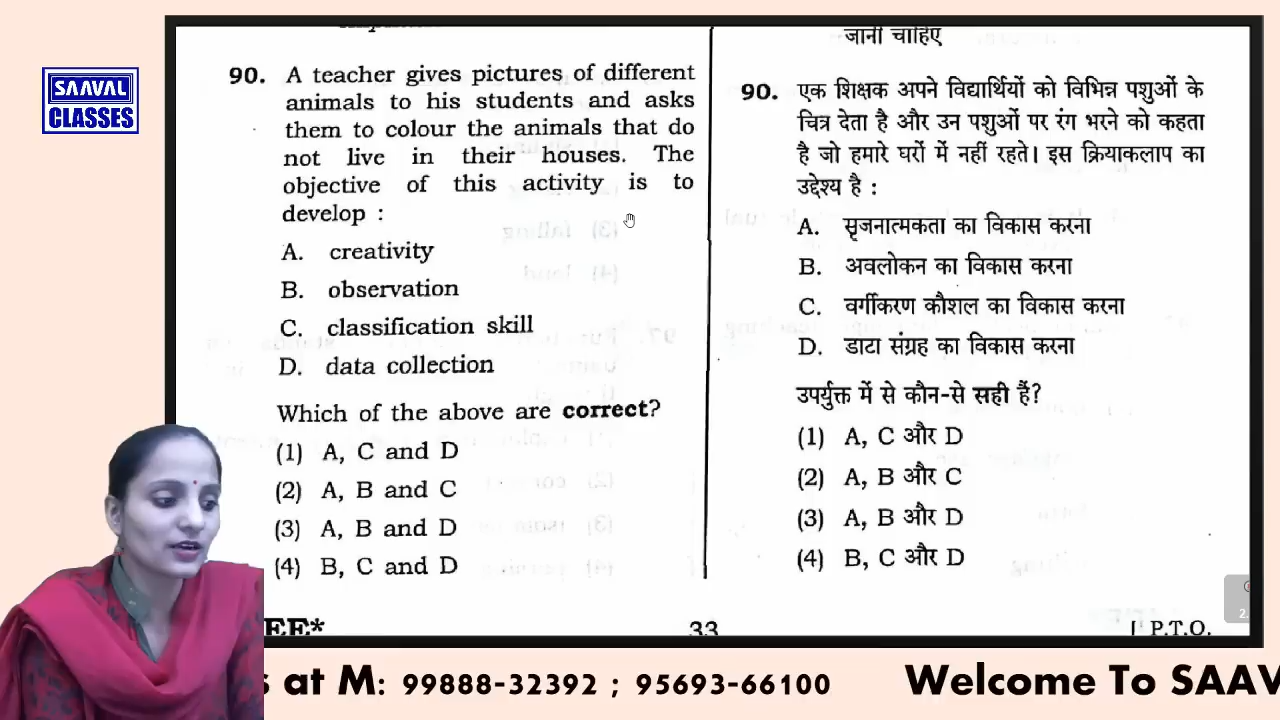 SAAVAL
CLASSES
90. A teacher gives pictures of different
animals to his students and asks
them to colour the animals that do
not live in their houses. The
objective of this activity is to
develop :
A. creativity
B. observation
C. classification skill
D. data collection
Which of the above are correct?
(1) A, C and D
(2) A, B and C
(3) A, B and D
(4) B, C and D
जानी चाहिए
90. एक शिक्षक अपने विद्यार्थियों को विभिन्न पशुओं के
चित्र देता है और उन पशुओं पर रंग भरने को कहता
है जो हमारे घरों में नहीं रहते। इस क्रियाकलाप का
उद्देश्य है :
A. सृजनात्मकता का विकास करना
B. अवलोकन का विकास करना
C. वर्गीकरण कौशल का विकास करना
D. डाटा संग्रह का विकास करना
उपर्युक्त में से कौन-से सही हैं?
(1) A, C और D
(2) A, B और C
(3) A, B और D
(4) B, C और D
EE*
33
[ P.T.O.
s at M: 99888-32392 ; 95693-66100 Welcome To SAAV